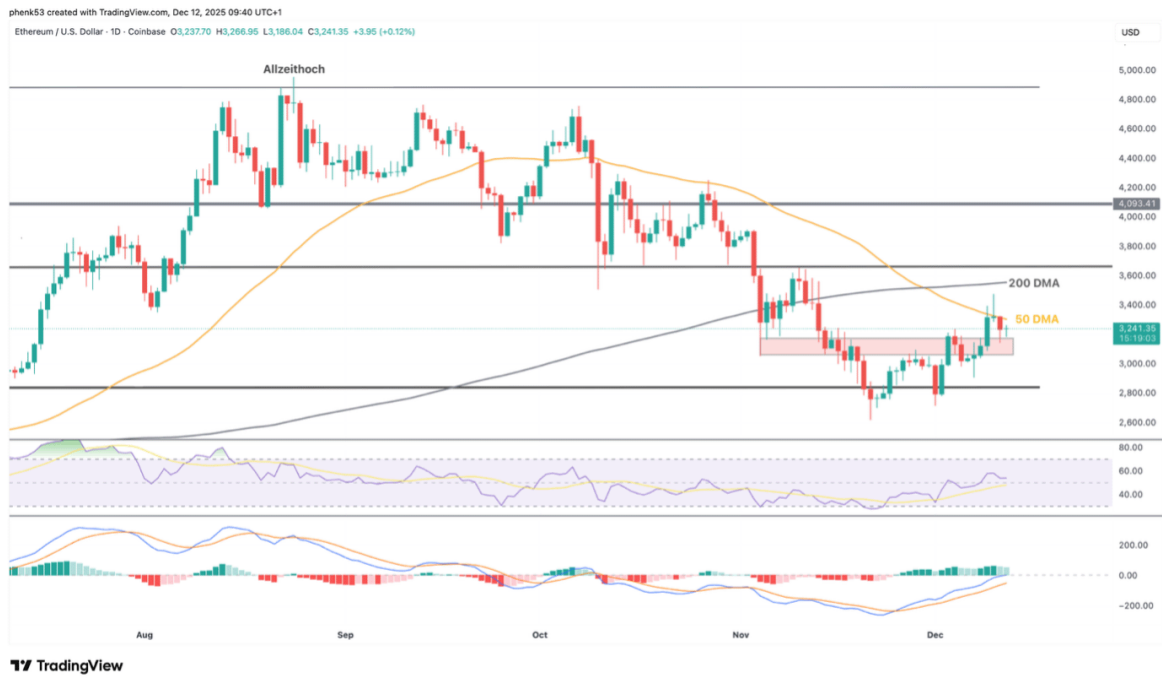 phenk53 created with TradingView.com, Dec 12, 2025 09:40 UTC+1
Ethereum / U.S. Dollar · 1D · Coinbase O3,237.70 H3,266.95 L3,186.04 C3,241.35 +3.95 (+0.12%)
USD
Allzeithoch
5,000.00
4,800.00
4,600.00
4,400.00
4,200.00
4,093.41
4,000.00
3,800.00
3,600.00
200 DMA
3,400.00
50 DMA
3,241.35
15:19:03
3,000.00
2,800.00
2,600.00
80.00
60.00
40.00
200.00
0.00
−200.00
Aug Sep Oct Nov Dec
TradingView